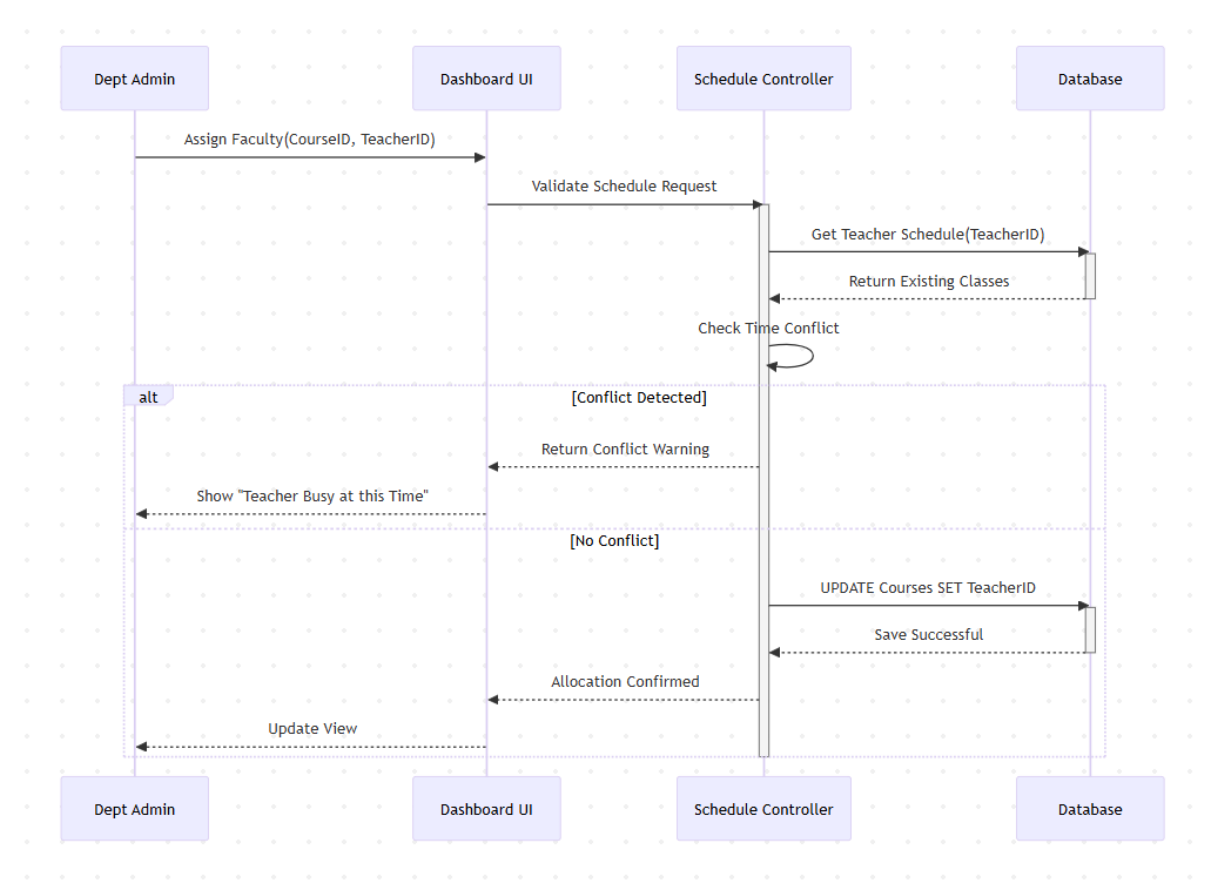 Dept Admin
Dashboard UI
Schedule Controller
Database
Assign Faculty(CourseID, TeacherID)
Validate Schedule Request
Get Teacher Schedule(TeacherID)
Return Existing Classes
Check Time Conflict
alt
[Conflict Detected]
Return Conflict Warning
Show "Teacher Busy at this Time"
[No Conflict]
UPDATE Courses SET TeacherID
Save Successful
Allocation Confirmed
Update View
Dept Admin
Dashboard UI
Schedule Controller
Database